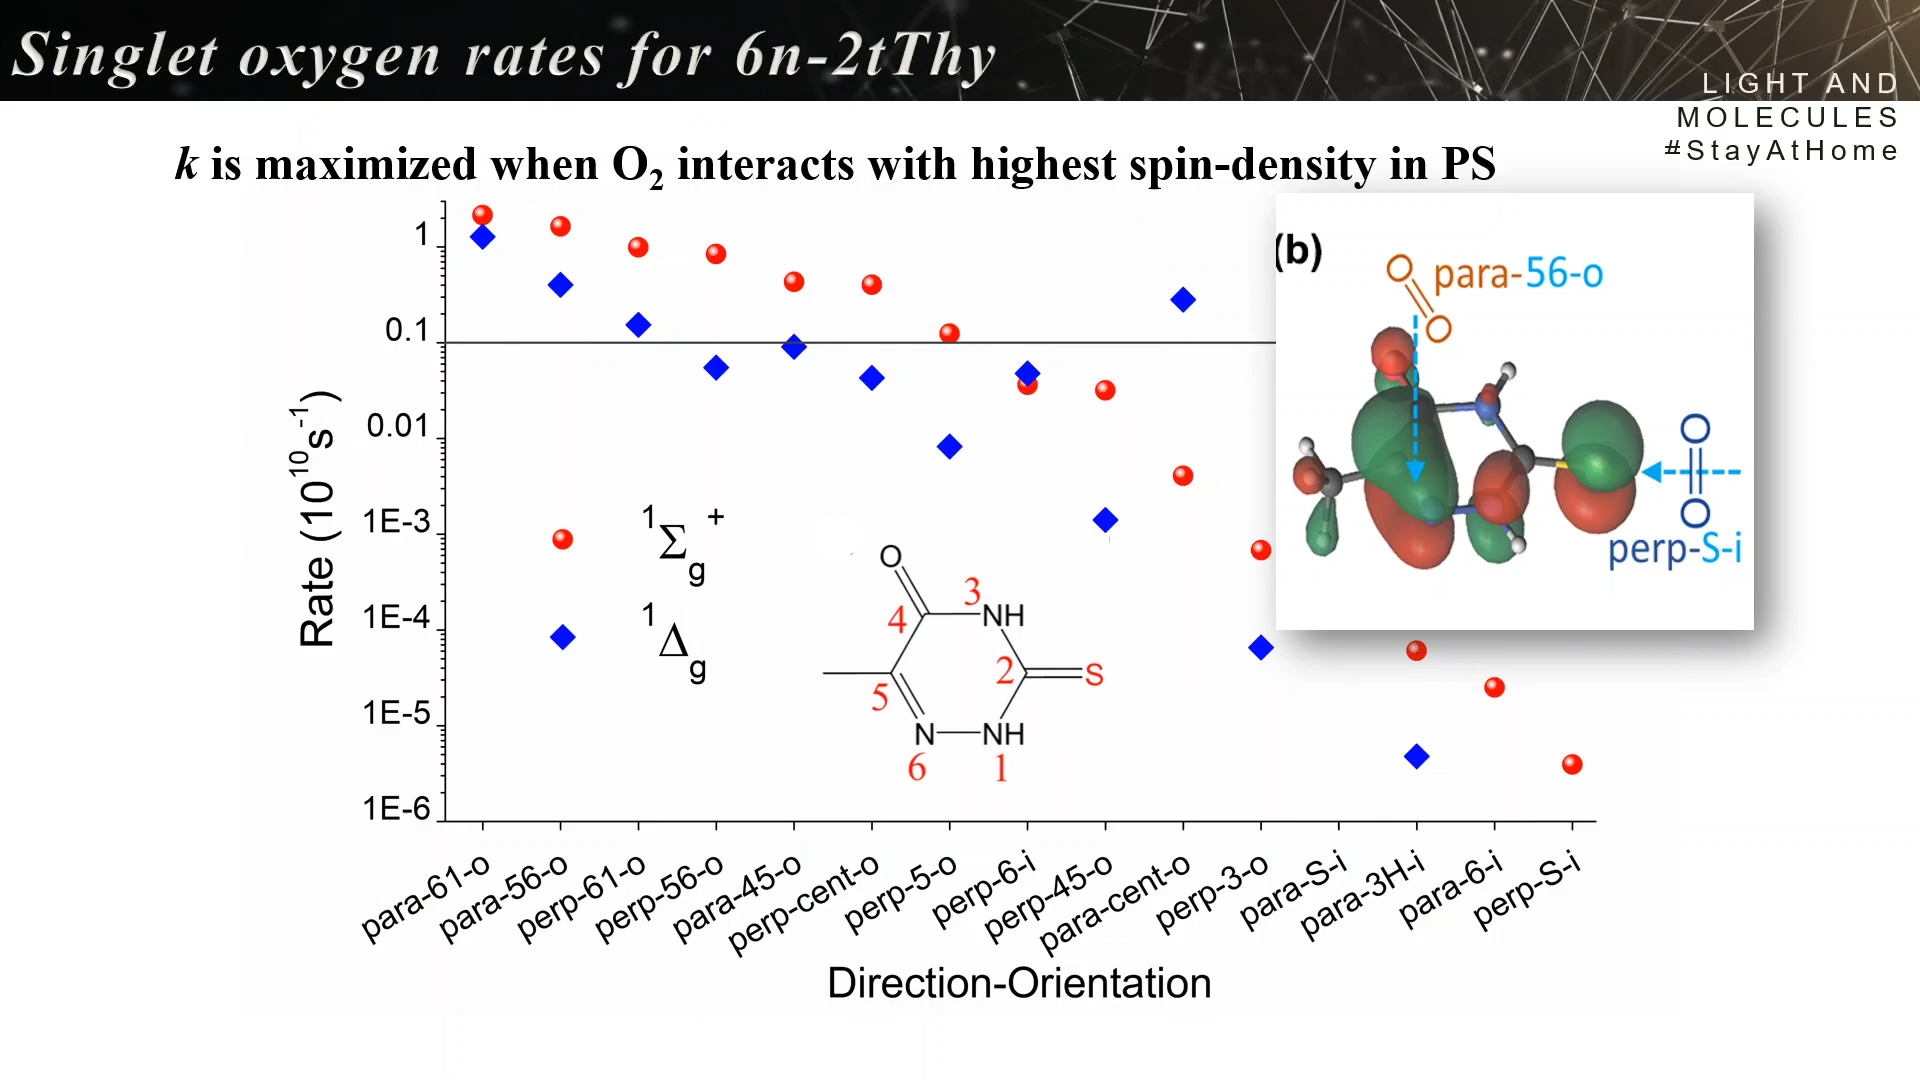 Singlet oxygen rates for 6n-2tThy
LIGHT AND
MOLECULES
#StayAtHome
k is maximized when O₂ interacts with highest spin-density in PS
(b)
O
O
para-56-o
O
O
perp-S-i
Rate (10¹⁰s⁻¹)
1
0.1
0.01
1E-3
1E-4
1E-5
1E-6
¹Σg⁺
¹Δg
O
3
4
NH
2
S
5
N
NH
6
1
para-61-o
para-56-o
perp-61-o
perp-56-o
para-45-o
perp-cent-o
perp-5-o
perp-6-i
perp-45-o
para-cent-o
perp-3-o
para-S-i
para-3H-i
para-6-i
perp-S-i
Direction-Orientation